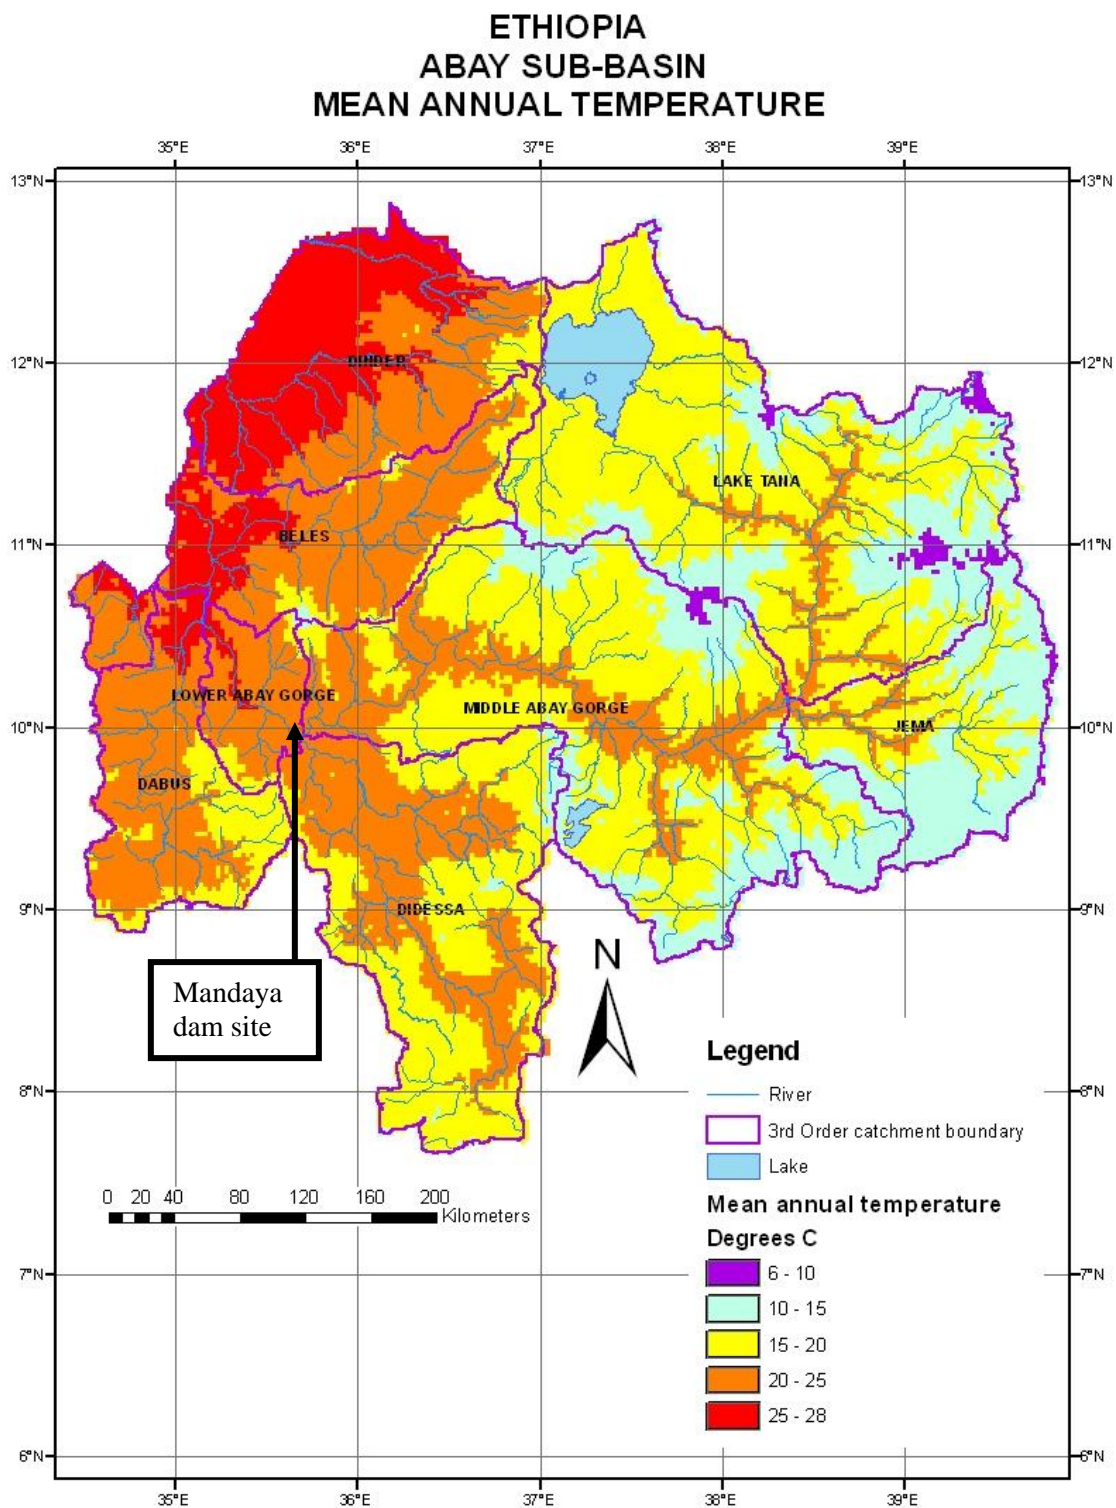 ETHIOPIA
ABAY SUB-BASIN
MEAN ANNUAL TEMPERATURE
35°E 36°E 37°E 38°E 39°E
13°N 13°N
12°N 12°N
DINDER
LAKE TANA
11°N 11°N
BELES
LOWER ABAY GORGE
MIDDLE ABAY GORGE
10°N 10°N
JEMA
DABUS
9°N 9°N
DIDESSA
N
Mandaya
dam site
Legend
River
8°N 8°N
3rd Order catchment boundary
Lake
0 20 40 80 120 160 200
Kilometers
Mean annual temperature
Degrees C
6 - 10
7°N 7°N
10 - 15
15 - 20
20 - 25
25 - 28
6°N 6°N
35°E 36°E 37°E 38°E 39°E